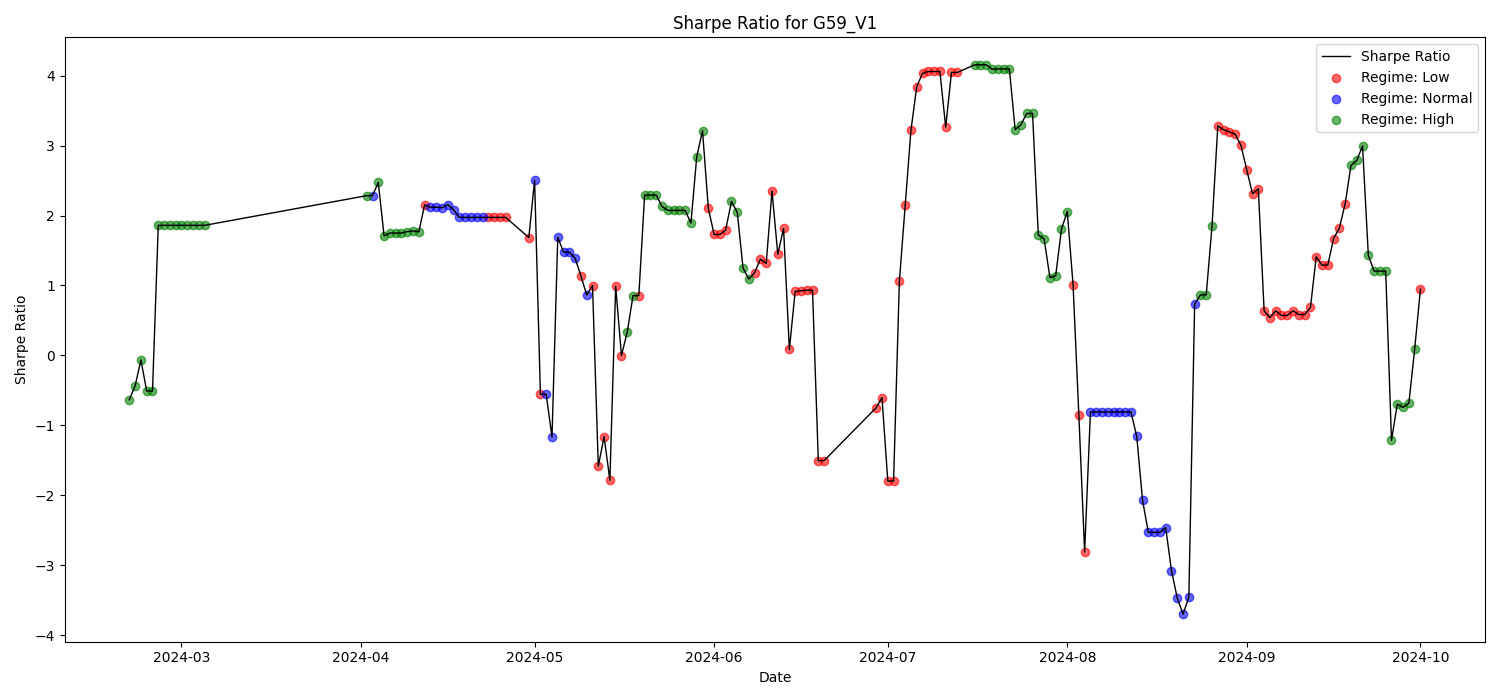 Sharpe Ratio for G59_V1
Sharpe Ratio
Regime: Low
Regime: Normal
Regime: High
Sharpe Ratio
4
3
2
1
0
−1
−2
−3
−4
2024-03
2024-04
2024-05
2024-06
2024-07
2024-08
2024-09
2024-10
Date